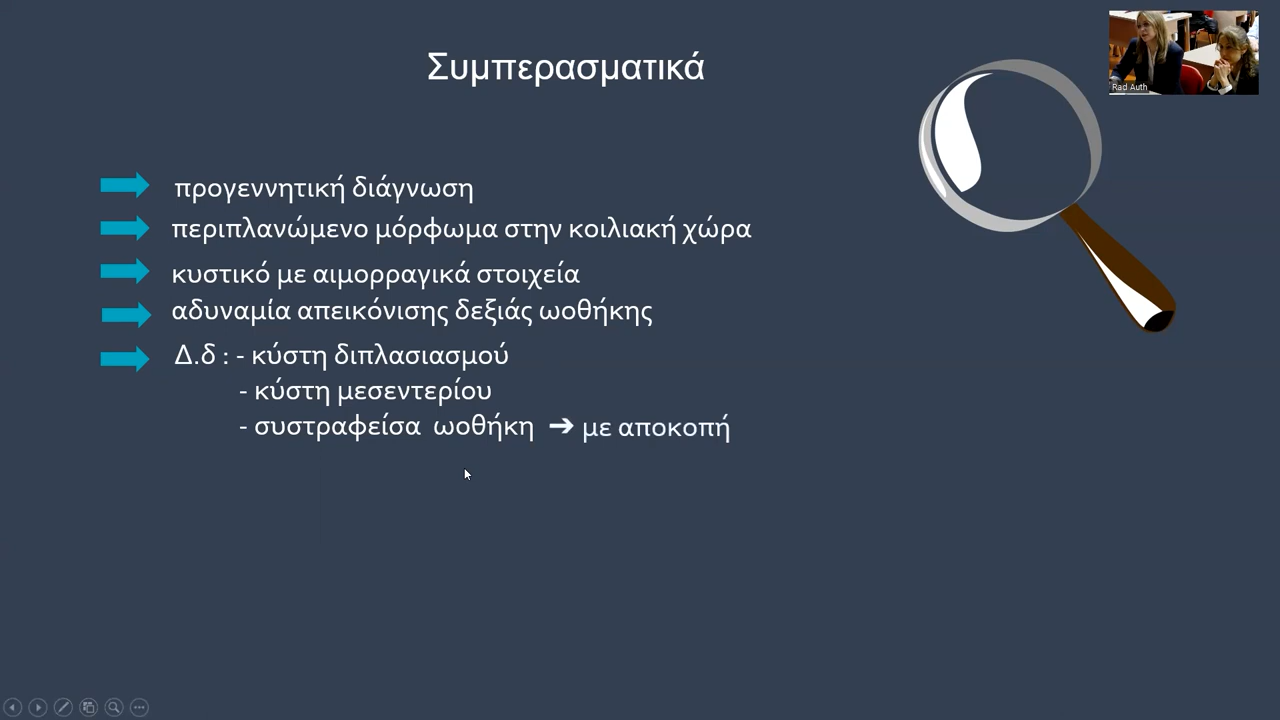 Συμπερασματικά
Rad Auth
προγεννητική διάγνωση
περιπλανώμενο μόρφωμα στην κοιλιακή χώρα
κυστικό με αιμορραγικά στοιχεία
αδυναμία απεικόνισης δεξιάς ωοθήκης
Δ.δ : - κύστη διπλασιασμού
- κύστη μεσεντερίου
- συστραφείσα ωοθήκη ➔ με αποκοπή